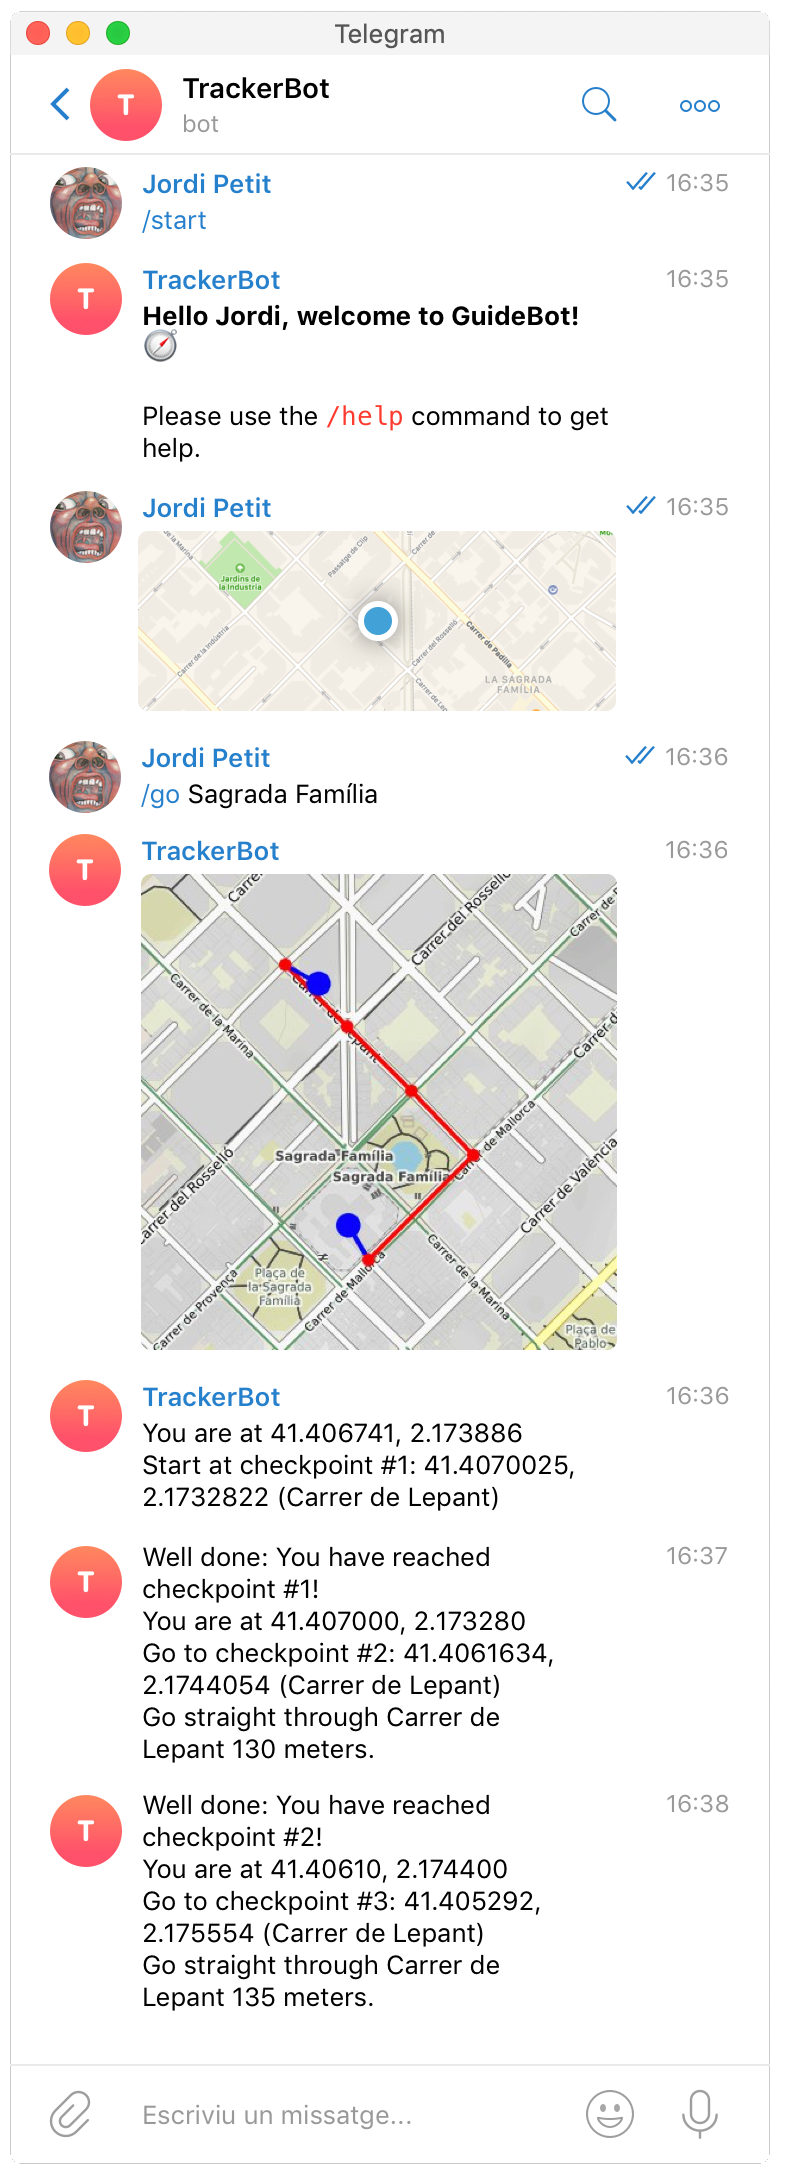 Telegram
T
TrackerBot
bot
Jordi Petit
16:35
/start
T
TrackerBot
16:35
Hello Jordi, welcome to GuideBot!
Please use the /help command to get
help.
Jordi Petit
16:35
Passatge de Clip
Jardins de
la Indústria
Carrer de la Indústria
Carrer del Rosselló
Carrer de Padilla
LA SAGRADA
FAMÍLIA
Jordi Petit
16:36
/go Sagrada Família
T
TrackerBot
16:36
Carrer del Rosselló
Carrer de la Marina
Carrer de Lepant
Sagrada Família
Sagrada Família
Carrer de Mallorca
Carrer del Rosselló
Carrer de València
Plaça de
la Sagrada
Família
Carrer de Provença
Carrer de Mallorca
Carrer de la Marina
Plaça de
Pablo
T
TrackerBot
16:36
You are at 41.406741, 2.173886
Start at checkpoint #1: 41.4070025,
2.1732822 (Carrer de Lepant)
T
16:37
Well done: You have reached
checkpoint #1!
You are at 41.407000, 2.173280
Go to checkpoint #2: 41.4061634,
2.1744054 (Carrer de Lepant)
Go straight through Carrer de
Lepant 130 meters.
T
16:38
Well done: You have reached
checkpoint #2!
You are at 41.40610, 2.174400
Go to checkpoint #3: 41.405292,
2.175554 (Carrer de Lepant)
Go straight through Carrer de
Lepant 135 meters.
Escriviu un missatge...